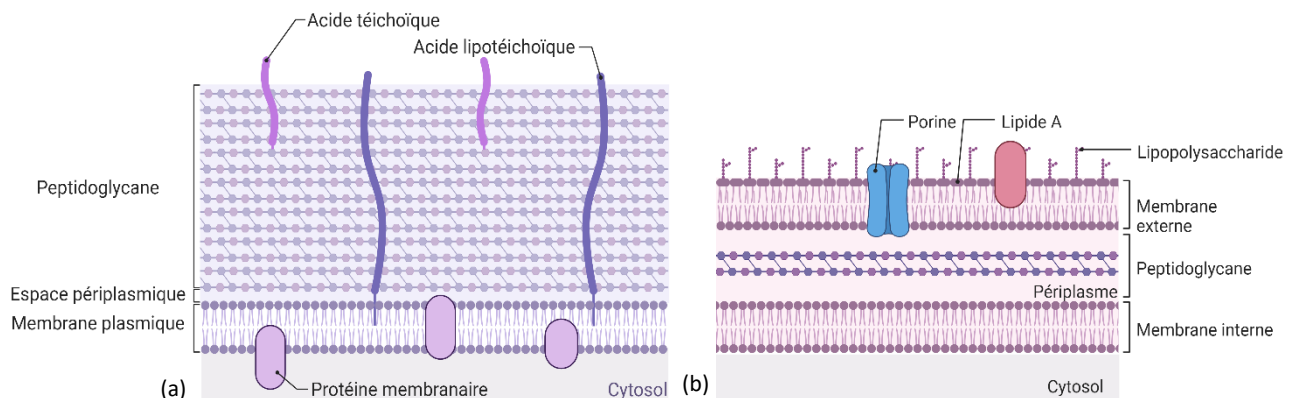 Acide téichoïque
Acide lipotéichoïque
Peptidoglycane
Espace périplasmique
Membrane plasmique
Protéine membranaire
Cytosol
(a)
Porine
Lipide A
Lipopolysaccharide
Membrane
externe
Peptidoglycane
Périplasme
Membrane interne
Cytosol
(b)